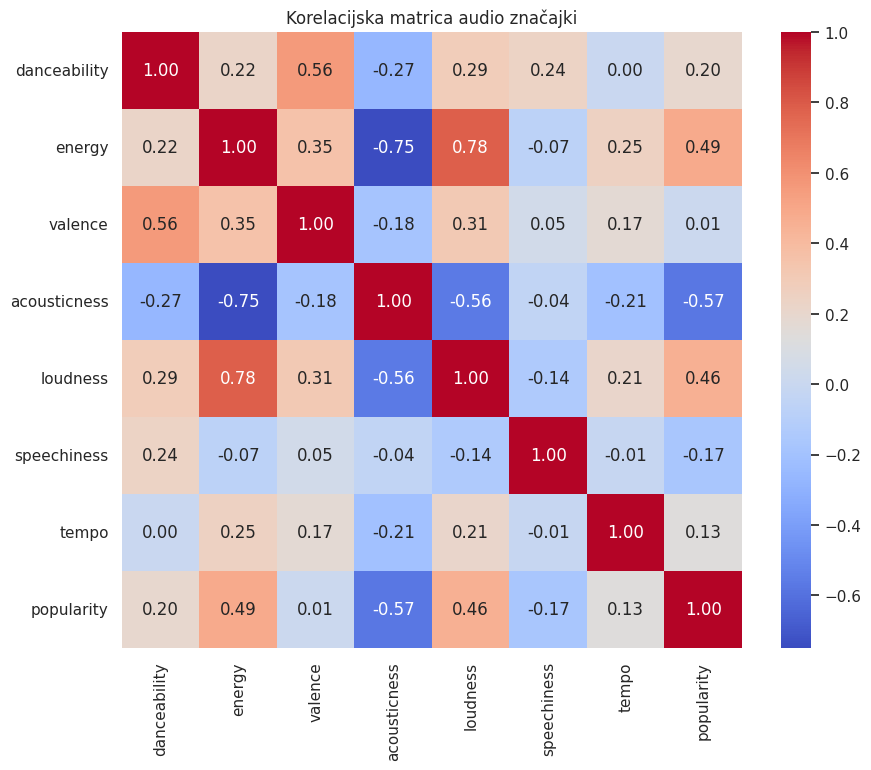 Korelacijska matrica audio značajki
danceability 1.00 0.22 0.56 -0.27 0.29 0.24 0.00 0.20
energy 0.22 1.00 0.35 -0.75 0.78 -0.07 0.25 0.49
valence 0.56 0.35 1.00 -0.18 0.31 0.05 0.17 0.01
acousticness -0.27 -0.75 -0.18 1.00 -0.56 -0.04 -0.21 -0.57
loudness 0.29 0.78 0.31 -0.56 1.00 -0.14 0.21 0.46
speechiness 0.24 -0.07 0.05 -0.04 -0.14 1.00 -0.01 -0.17
tempo 0.00 0.25 0.17 -0.21 0.21 -0.01 1.00 0.13
popularity 0.20 0.49 0.01 -0.57 0.46 -0.17 0.13 1.00
danceability
energy
valence
acousticness
loudness
speechiness
tempo
popularity
1.0
0.8
0.6
0.4
0.2
0.0
−0.2
−0.4
−0.6